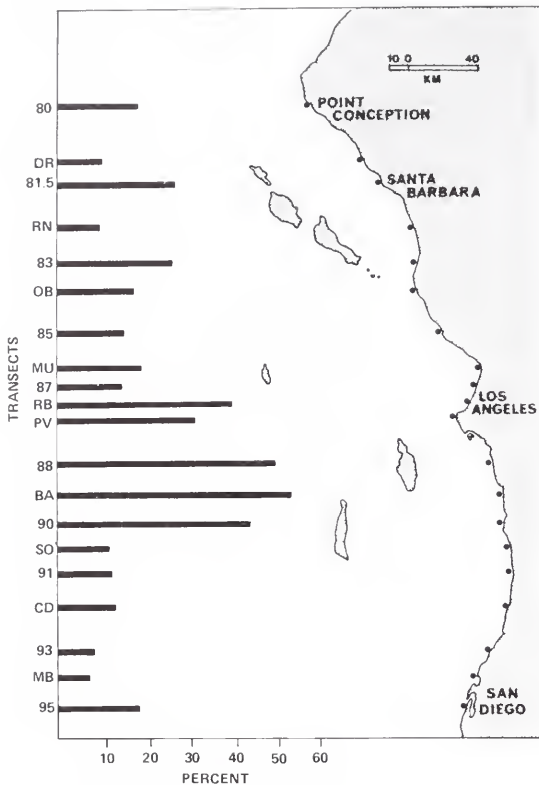 10 0 40
KM
80
POINT
CONCEPTION
DR
81.5
SANTA
BARBARA
RN
83
OB
85
MU
87
RB
LOS
ANGELES
PV
88
BA
90
SO
91
CD
93
MB
95
SAN
DIEGO
TRANSECTS
10 20 30 40 50 60
PERCENT